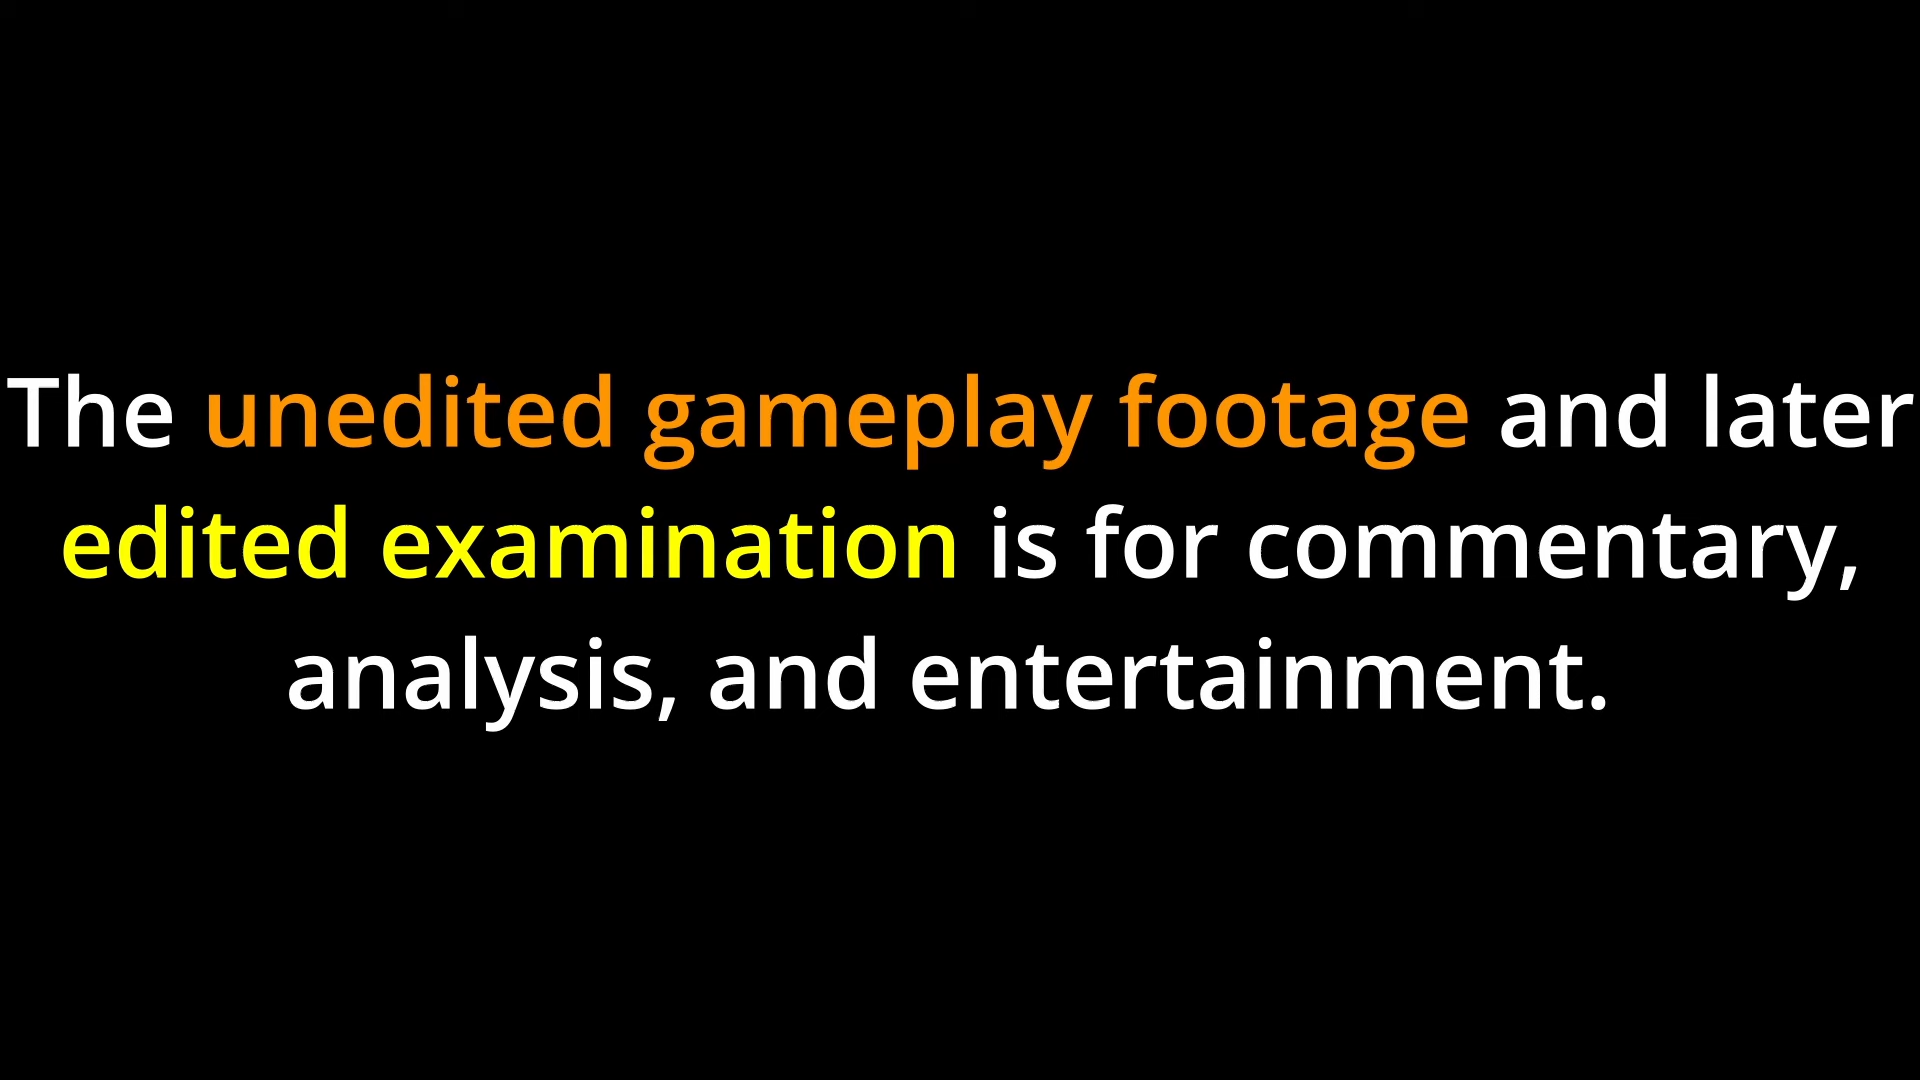 The unedited gameplay footage and later
edited examination is for commentary,
analysis, and entertainment.